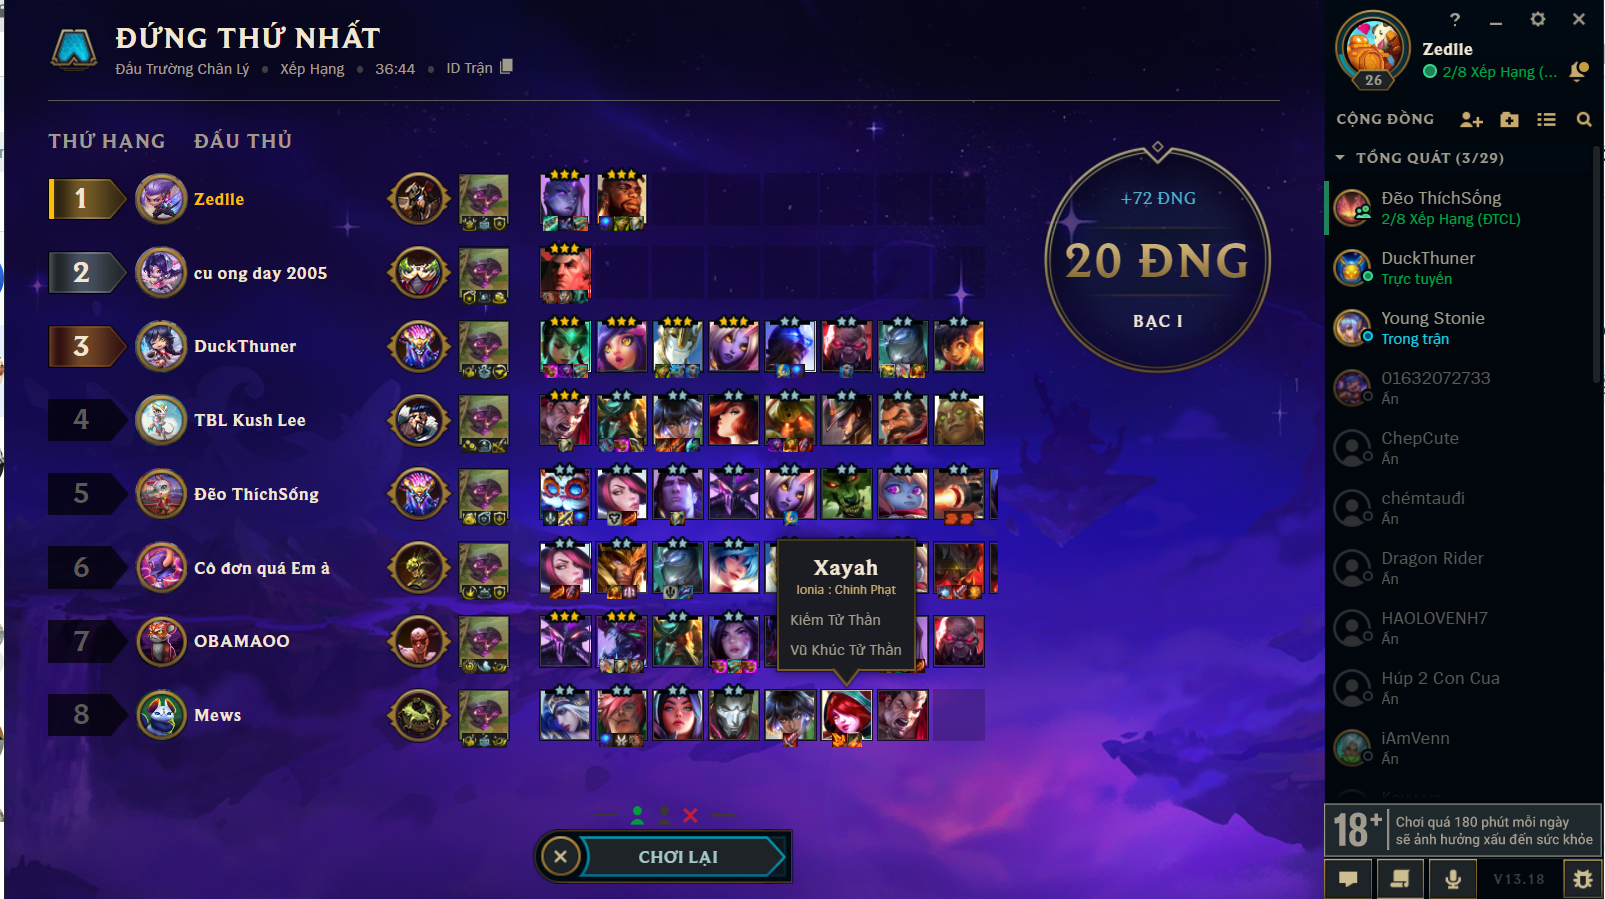 ĐỨNG THỨ NHẤT
Đấu Trường Chân Lý • Xếp Hạng • 36:44 • ID Trận
THỨ HẠNG ĐẤU THỦ
1 Zedlle
2 cu ong day 2005
3 DuckThuner
4 TBL Kush Lee
5 Đẽo ThíchSống
6 Cô đơn quá Em à
7 OBAMAOO
8 Mews
+72 ĐNG
20 ĐNG
BẠC I
Xayah
Ionia : Chinh Phạt
Kiếm Tử Thần
Vũ Khúc Tử Thần
CHƠI LẠI
?
26
Zedlle
2/8 Xếp Hạng (...
CỘNG ĐỒNG
TỔNG QUÁT (3/29)
Đẽo ThíchSống
2/8 Xếp Hạng (ĐTCL)
DuckThuner
Trực tuyến
Young Stonie
Trong trận
01632072733
Ẩn
ChepCute
Ẩn
chémtauđi
Ẩn
Dragon Rider
Ẩn
HAOLOVENH7
Ẩn
Húp 2 Con Cua
Ẩn
iAmVenn
Ẩn
18+
Chơi quá 180 phút mỗi ngày
sẽ ảnh hưởng xấu đến sức khỏe
V13.18